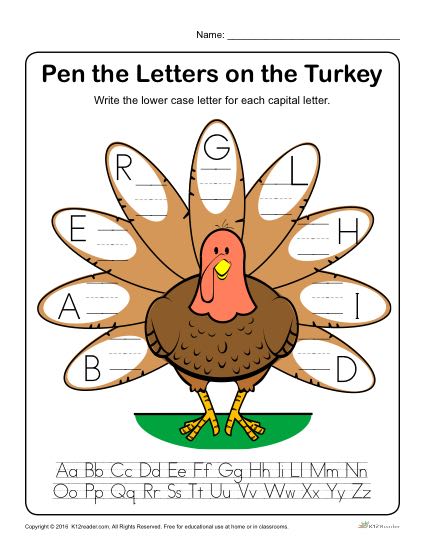 Name:
Pen the Letters on the Turkey
Write the lower case letter for each capital letter.
G
R
L
E
H
A
I
B
D
Aa Bb Cc Dd Ee Ff Gg Hh Ii Ll Mm Nn
Oo Pp Qq Rr Ss Tt Uu Vv Ww Xx Yy Zz
Copyright © 2016 K12reader.com. All Rights Reserved. Free for educational use at home or in classrooms.
K12Reader